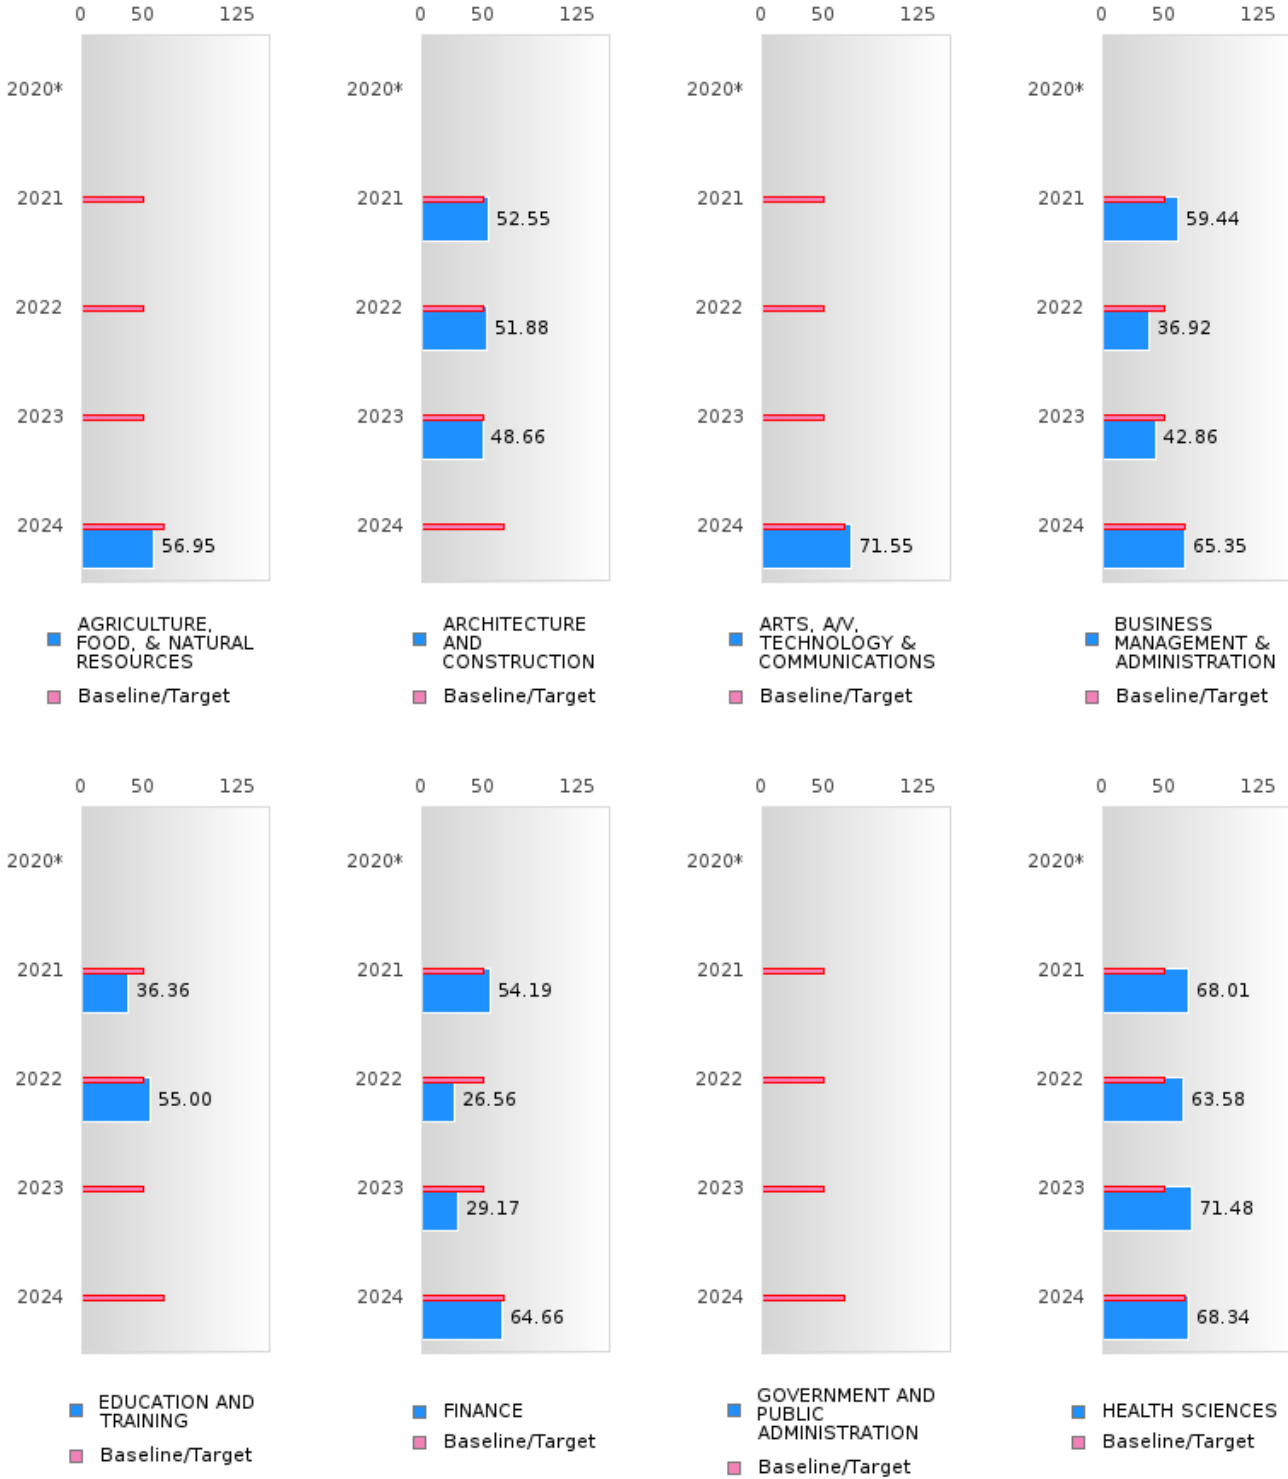 0 50 125
0 50 125
0 50 125
0 50 125
2020*
2021
2022
2023
2024
56.95
AGRICULTURE,
FOOD, & NATURAL
RESOURCES
Baseline/Target
2020*
2021
52.55
2022
51.88
2023
48.66
2024
ARCHITECTURE
AND
CONSTRUCTION
Baseline/Target
2020*
2021
2022
2023
2024
71.55
ARTS, A/V,
TECHNOLOGY &
COMMUNICATIONS
Baseline/Target
2020*
2021
59.44
2022
36.92
2023
42.86
2024
65.35
BUSINESS
MANAGEMENT &
ADMINISTRATION
Baseline/Target
0 50 125
0 50 125
0 50 125
0 50 125
2020*
2021
36.36
2022
55.00
2023
2024
EDUCATION AND
TRAINING
Baseline/Target
2020*
2021
54.19
2022
26.56
2023
29.17
2024
64.66
FINANCE
Baseline/Target
2020*
2021
2022
2023
2024
GOVERNMENT AND
PUBLIC
ADMINISTRATION
Baseline/Target
2020*
2021
68.01
2022
63.58
2023
71.48
2024
68.34
HEALTH SCIENCES
Baseline/Target